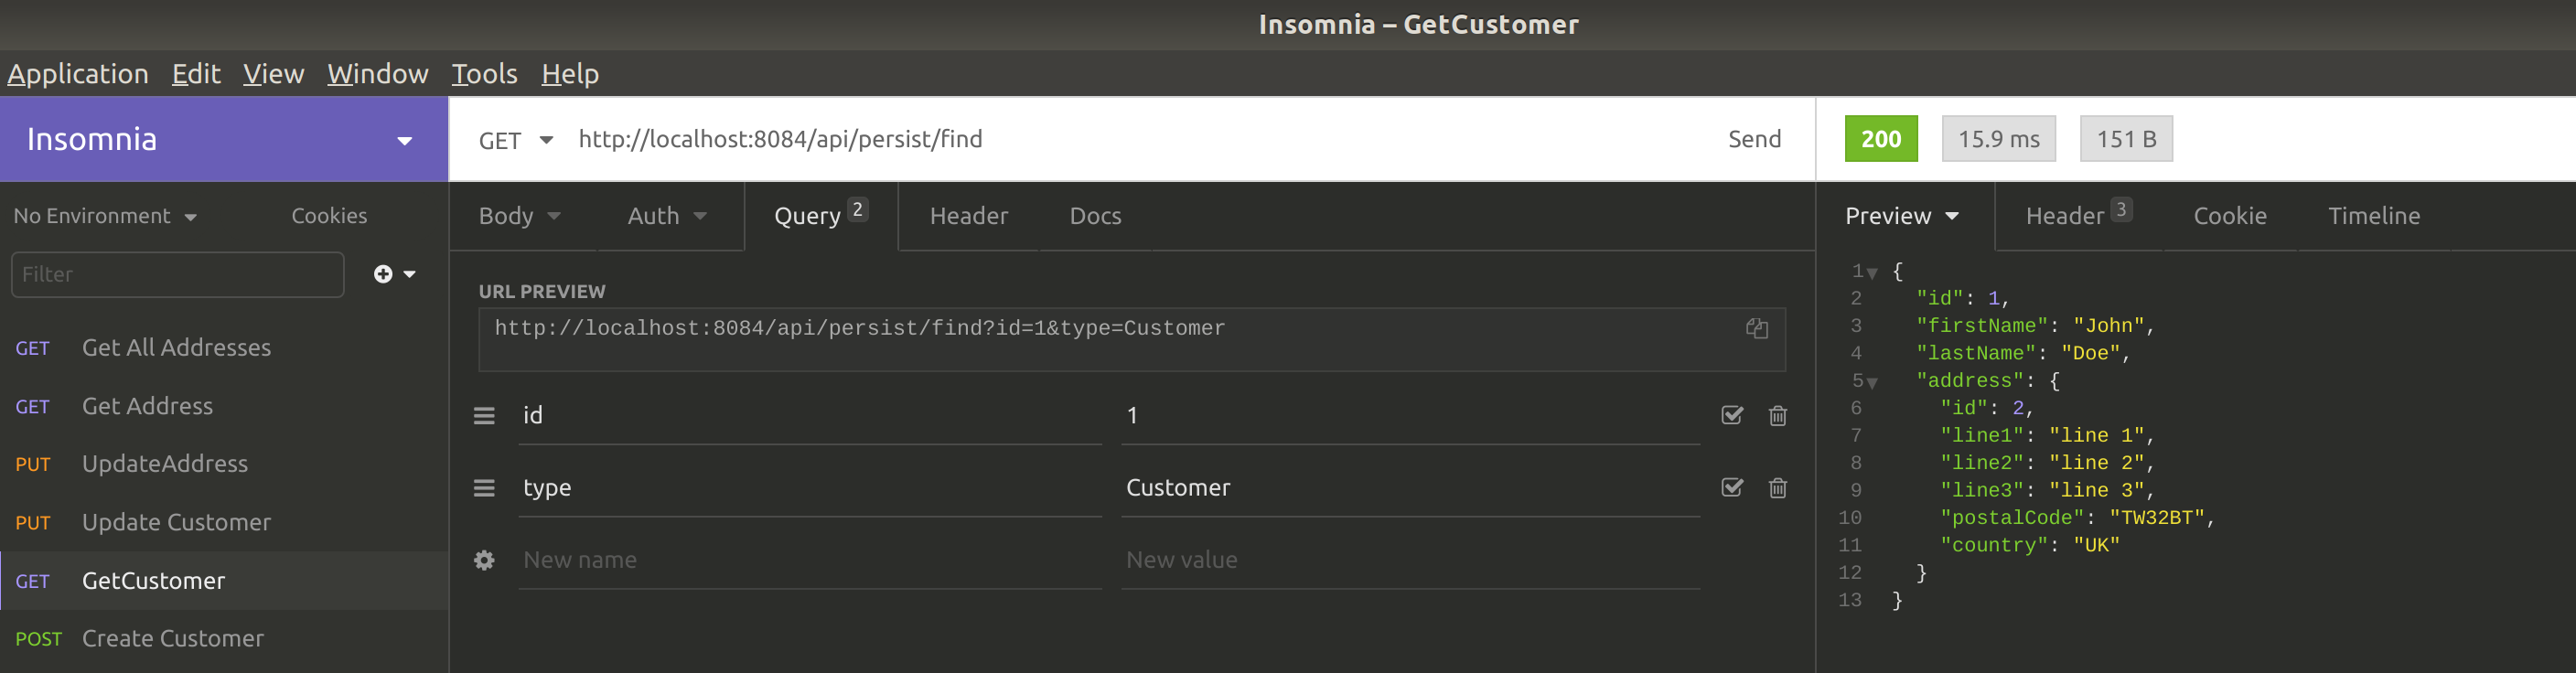 Insomnia – GetCustomer
Application Edit View Window Tools Help
Insomnia
GET http://localhost:8084/api/persist/find Send
200 15.9 ms 151 B
No Environment Cookies
Filter
GET Get All Addresses
GET Get Address
PUT UpdateAddress
PUT Update Customer
GET GetCustomer
POST Create Customer
Body Auth Query 2 Header Docs
URL PREVIEW
http://localhost:8084/api/persist/find?id=1&type=Customer
id 1
type Customer
New name New value
Preview Header 3 Cookie Timeline
1 {
2 "id": 1,
3 "firstName": "John",
4 "lastName": "Doe",
5 "address": {
6 "id": 2,
7 "line1": "line 1",
8 "line2": "line 2",
9 "line3": "line 3",
10 "postalCode": "TW32BT",
11 "country": "UK"
12 }
13 }